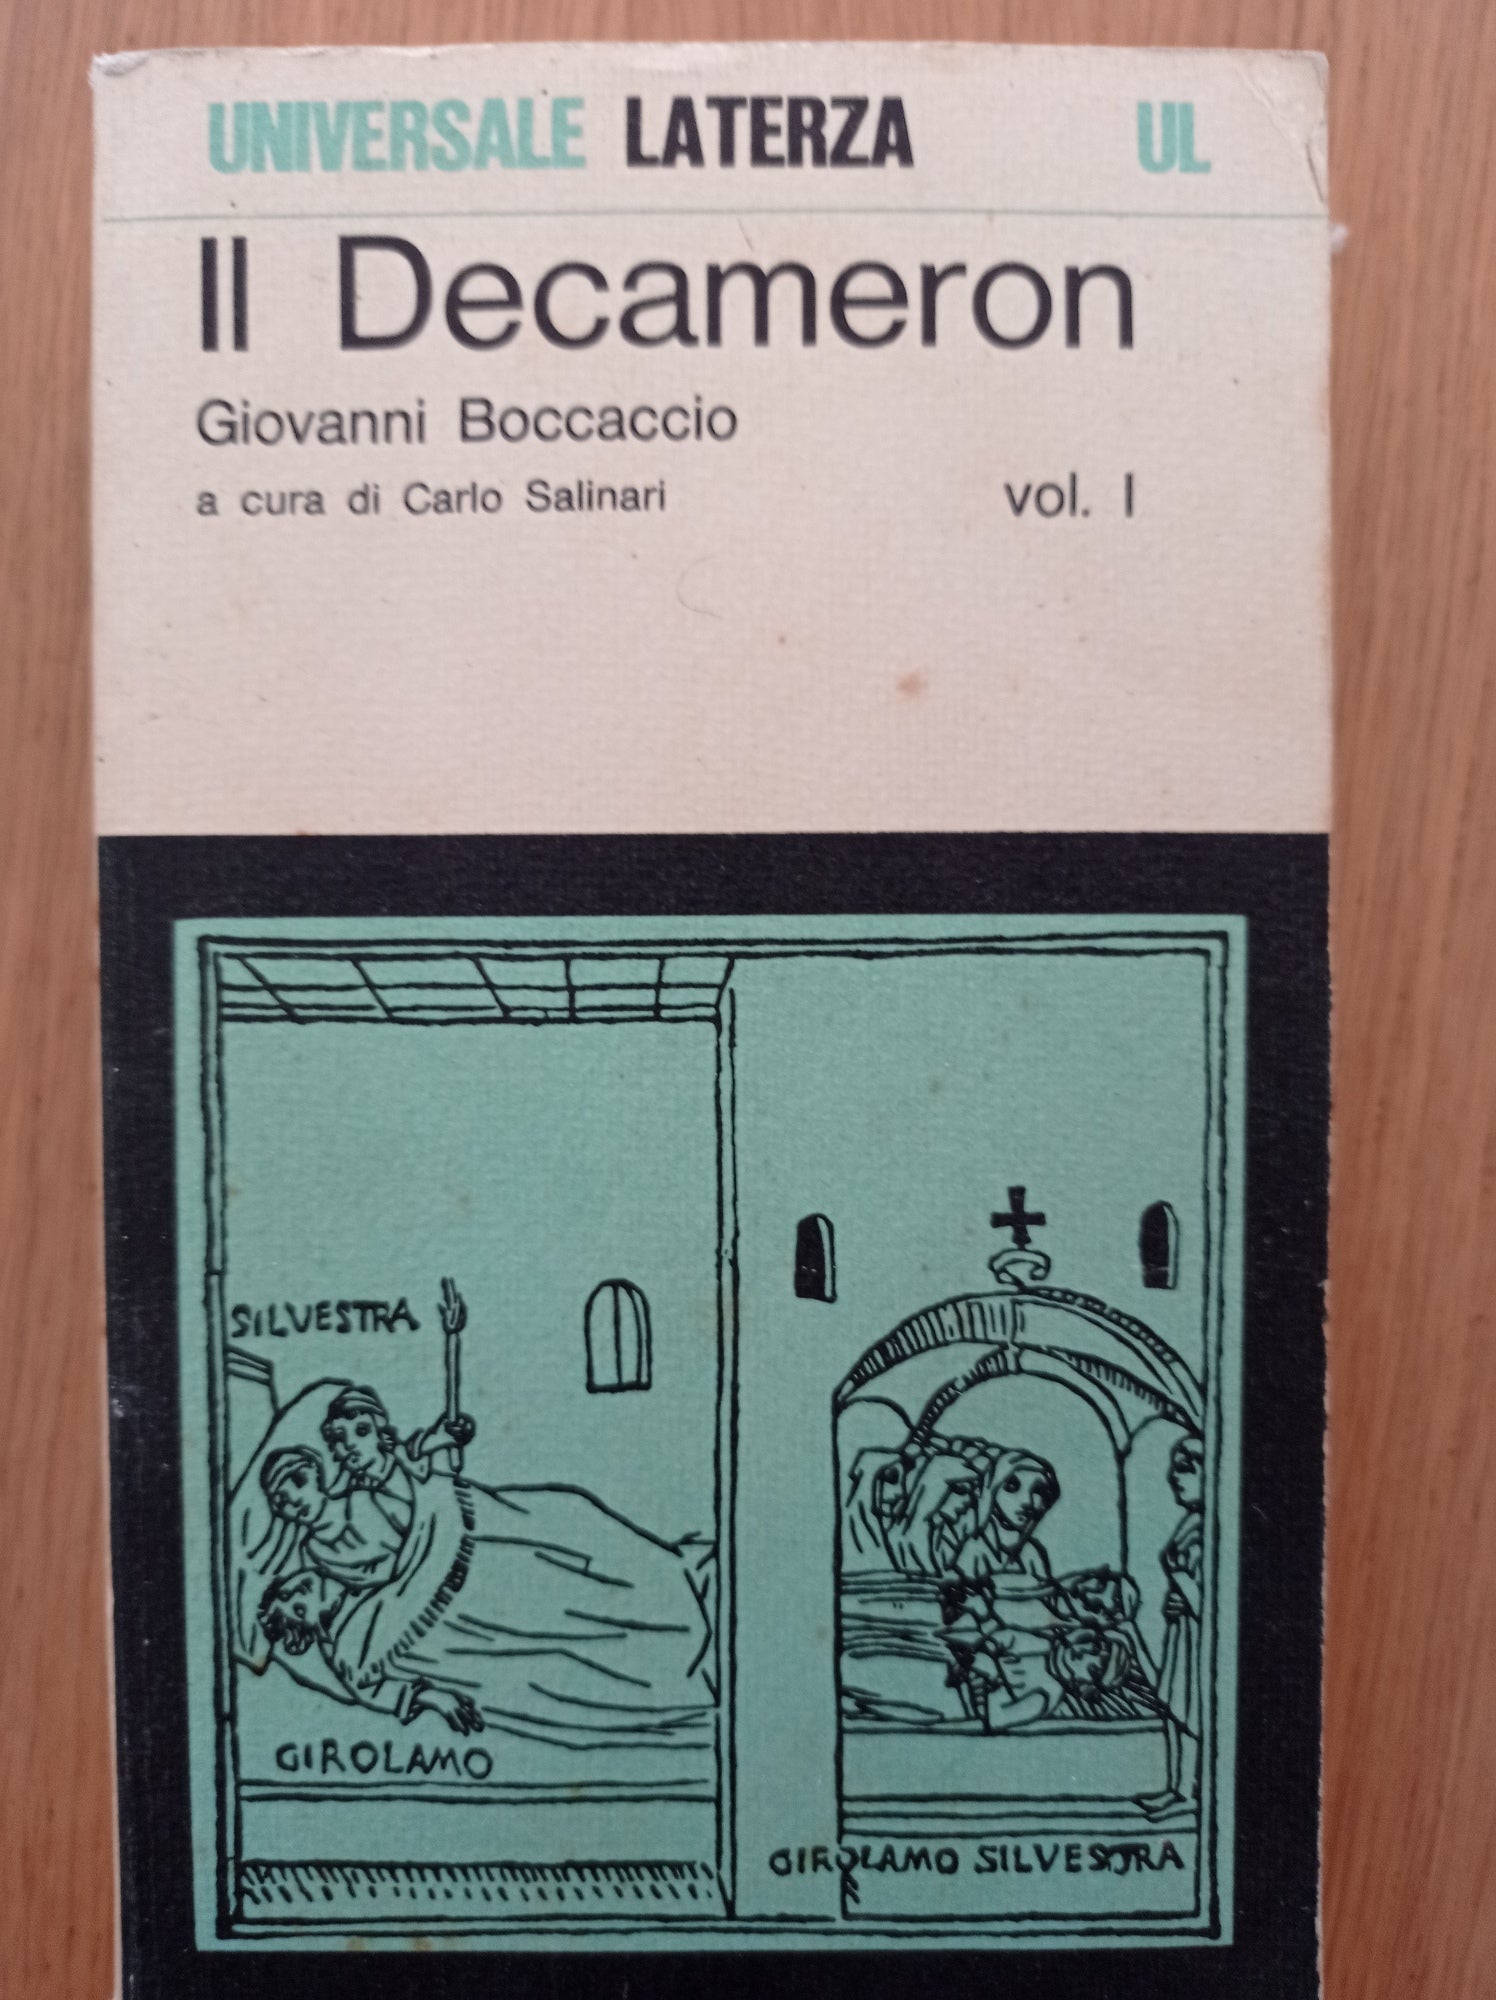 UNIVERSALE LATERZA UL
Il Decameron
Giovanni Boccaccio
a cura di Carlo Salinari vol. I
SILVESTRA
GIROLAMO
GIROLAMO SILVESTRA